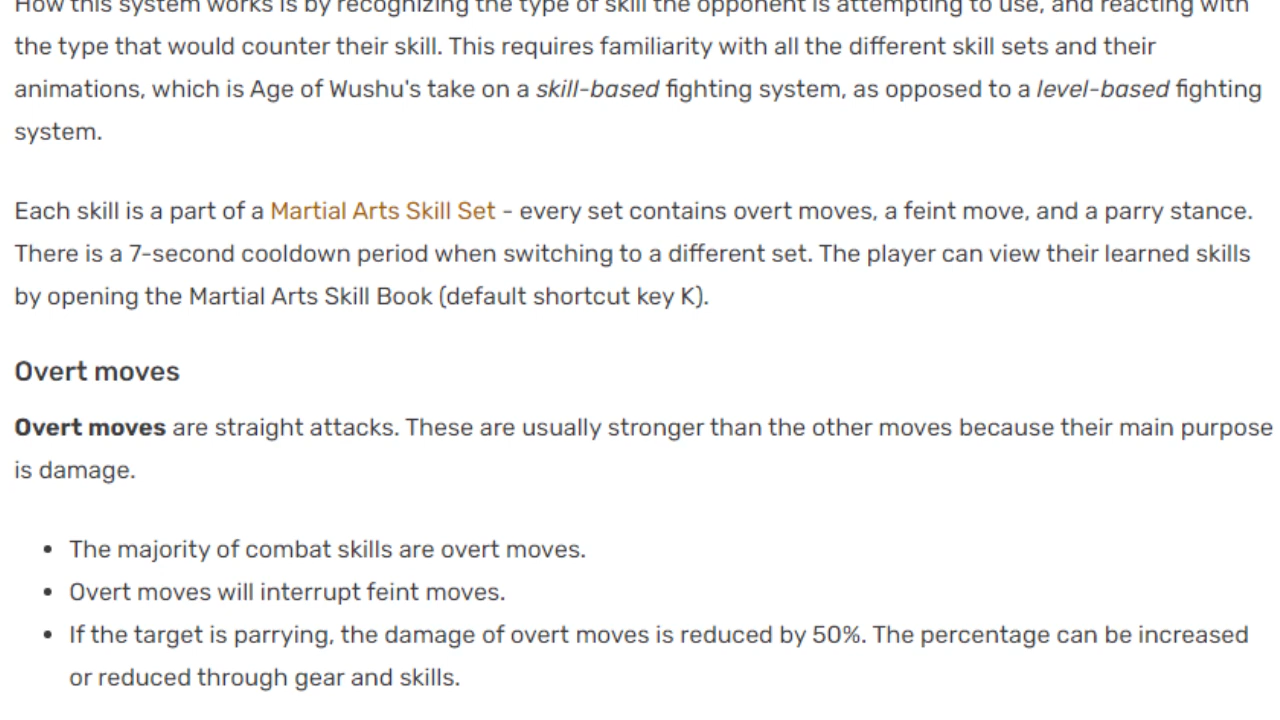 How this system works is by recognizing the type of skill the opponent is attempting to use, and reacting with
the type that would counter their skill. This requires familiarity with all the different skill sets and their
animations, which is Age of Wushu's take on a skill-based fighting system, as opposed to a level-based fighting
system.
Each skill is a part of a Martial Arts Skill Set - every set contains overt moves, a feint move, and a parry stance.
There is a 7-second cooldown period when switching to a different set. The player can view their learned skills
by opening the Martial Arts Skill Book (default shortcut key K).
Overt moves
Overt moves are straight attacks. These are usually stronger than the other moves because their main purpose
is damage.
• The majority of combat skills are overt moves.
• Overt moves will interrupt feint moves.
• If the target is parrying, the damage of overt moves is reduced by 50%. The percentage can be increased
or reduced through gear and skills.